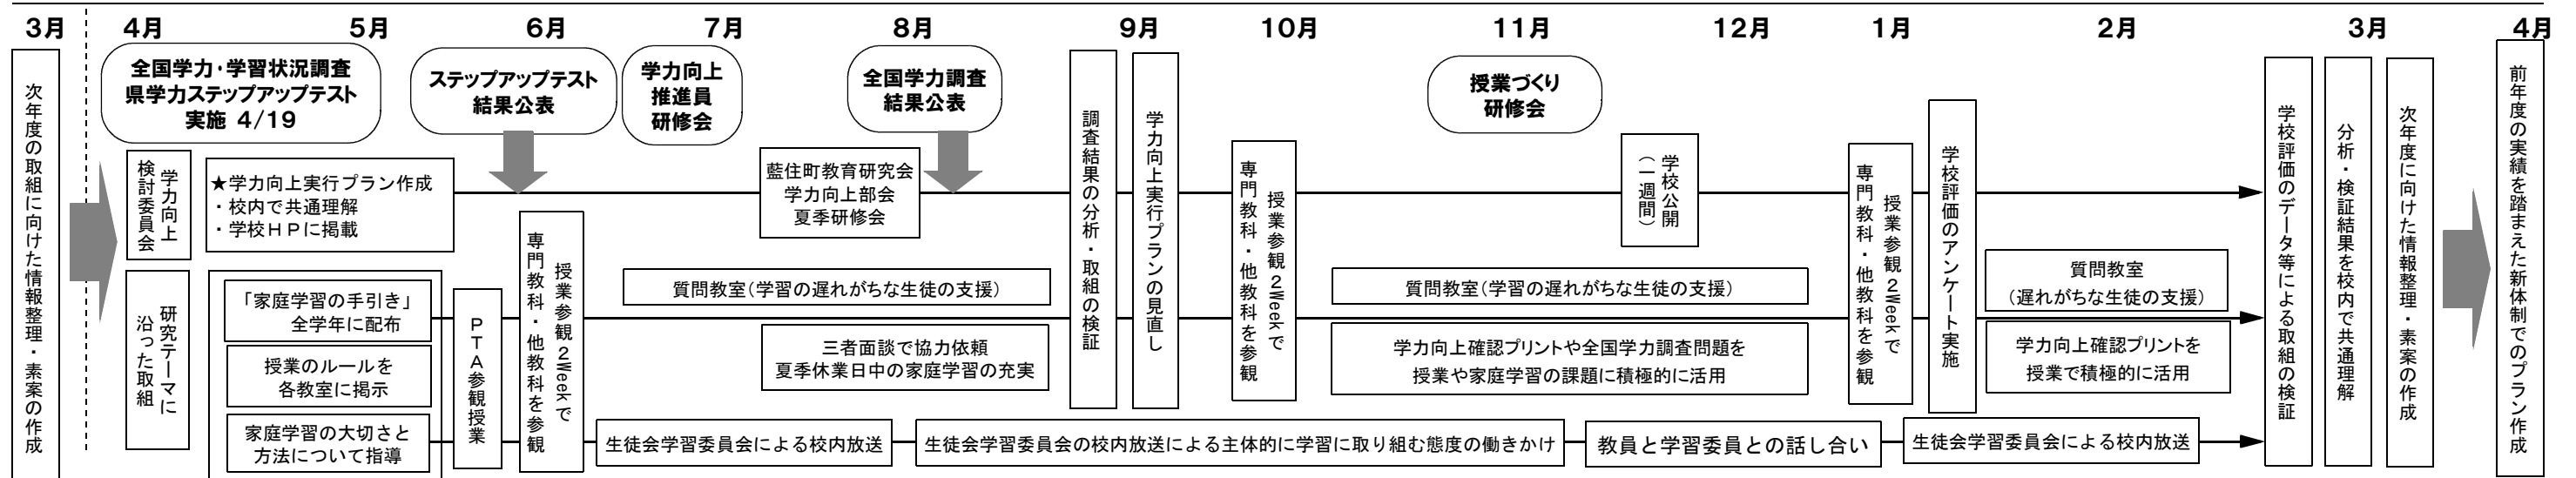 3月
4月
5月
6月
7月
8月
9月
10月
11月
12月
1月
2月
3月
4月
次年度の取組に向けた情報整理・素案の作成
全国学力・学習状況調査
県学力ステップアップテスト
実施 4/19
ステップアップテスト
結果公表
学力向上
推進員
研修会
全国学力調査
結果公表
授業づくり
研修会
学力向上
検討委員会
★学力向上実行プラン作成
・校内で共通理解
・学校HPに掲載
藍住町教育研究会
学力向上部会
夏季研修会
研究テーマに
沿った取組
「家庭学習の手引き」
全学年に配布
授業のルールを
各教室に掲示
家庭学習の大切さと
方法について指導
PTA参観授業
授業参観2Weekで
専門教科・他教科を参観
質問教室(学習の遅れがちな生徒の支援)
三者面談で協力依頼
夏季休業日中の家庭学習の充実
生徒会学習委員会による校内放送
調査結果の分析・取組の検証
学力向上実行プランの見直し
授業参観2Weekで
専門教科・他教科を参観
学校公開
(一週間)
質問教室(学習の遅れがちな生徒の支援)
学力向上確認プリントや全国学力調査問題を
授業や家庭学習の課題に積極的に活用
生徒会学習委員会の校内放送による主体的に学習に取り組む態度の働きかけ
教員と学習委員との話し合い
授業参観2Weekで
専門教科・他教科を参観
学校評価のアンケート実施
質問教室
(遅れがちな生徒の支援)
学力向上確認プリントを
授業で積極的に活用
生徒会学習委員会による校内放送
学校評価のデータ等による取組の検証
分析・検証結果を校内で共通理解
次年度に向けた情報整理・素案の作成
前年度の実績を踏まえた新体制でのプラン作成